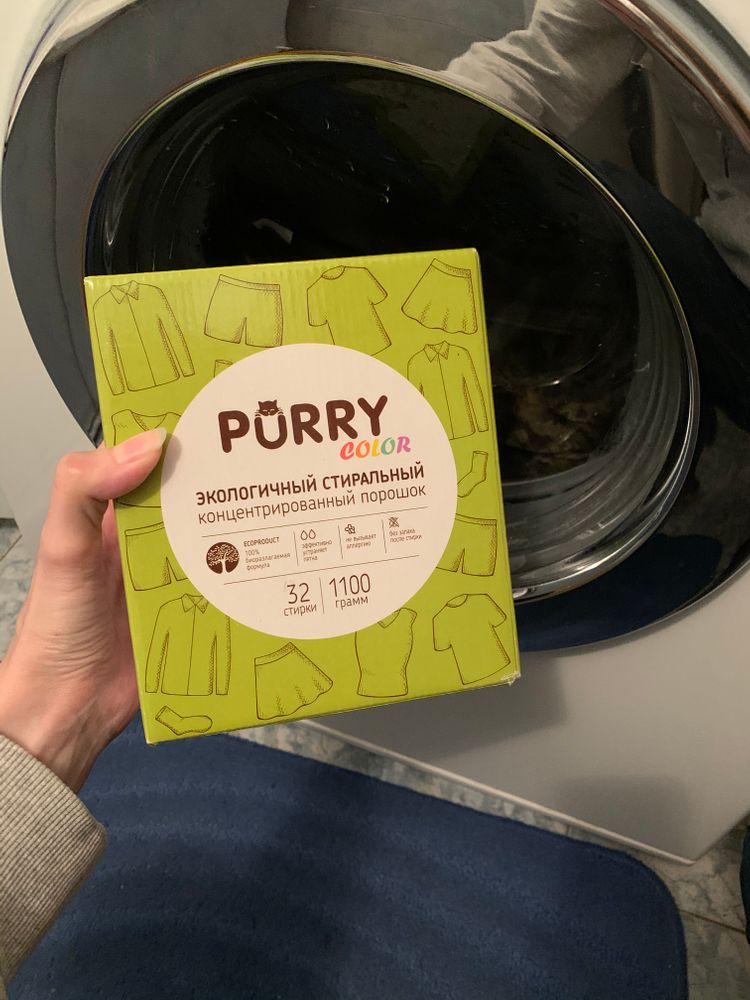 PURRY
COLOR
ЭКОЛОГИЧНЫЙ СТИРАЛЬНЫЙ
концентрированный порошок
ECOPRODUCT
100%
биоразлагаемая
формула
эффективно
устраняет
пятна
не вызывает
аллергию
без запаха
после стирки
32
стирки
1100
грамм